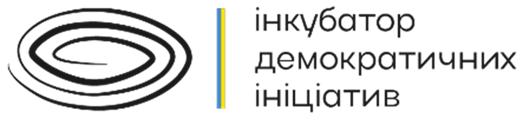 інкубатор
демократичних
ініціатив